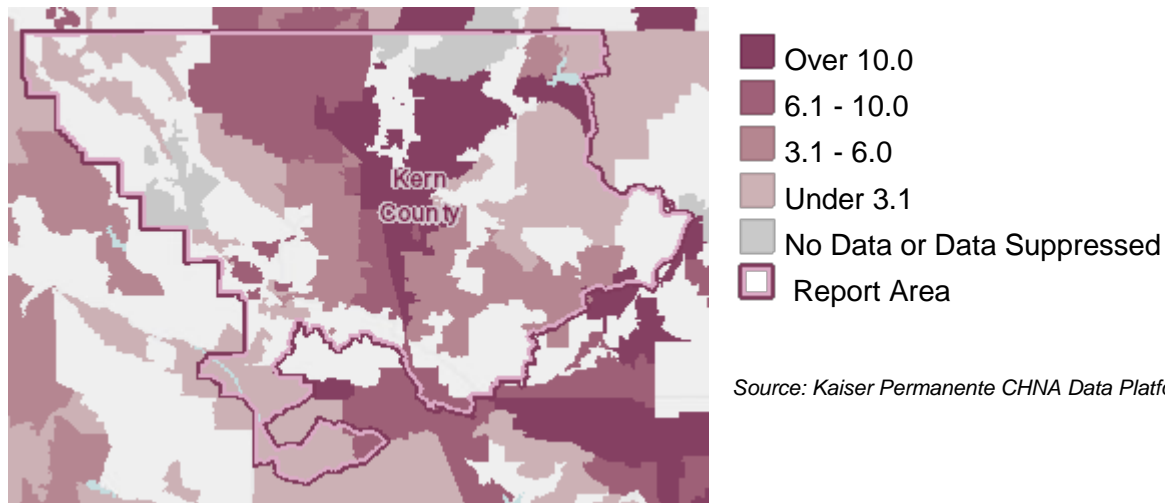 Kern
County
Over 10.0
6.1 - 10.0
3.1 - 6.0
Under 3.1
No Data or Data Suppressed
Report Area
Source: Kaiser Permanente CHNA Data Platfo